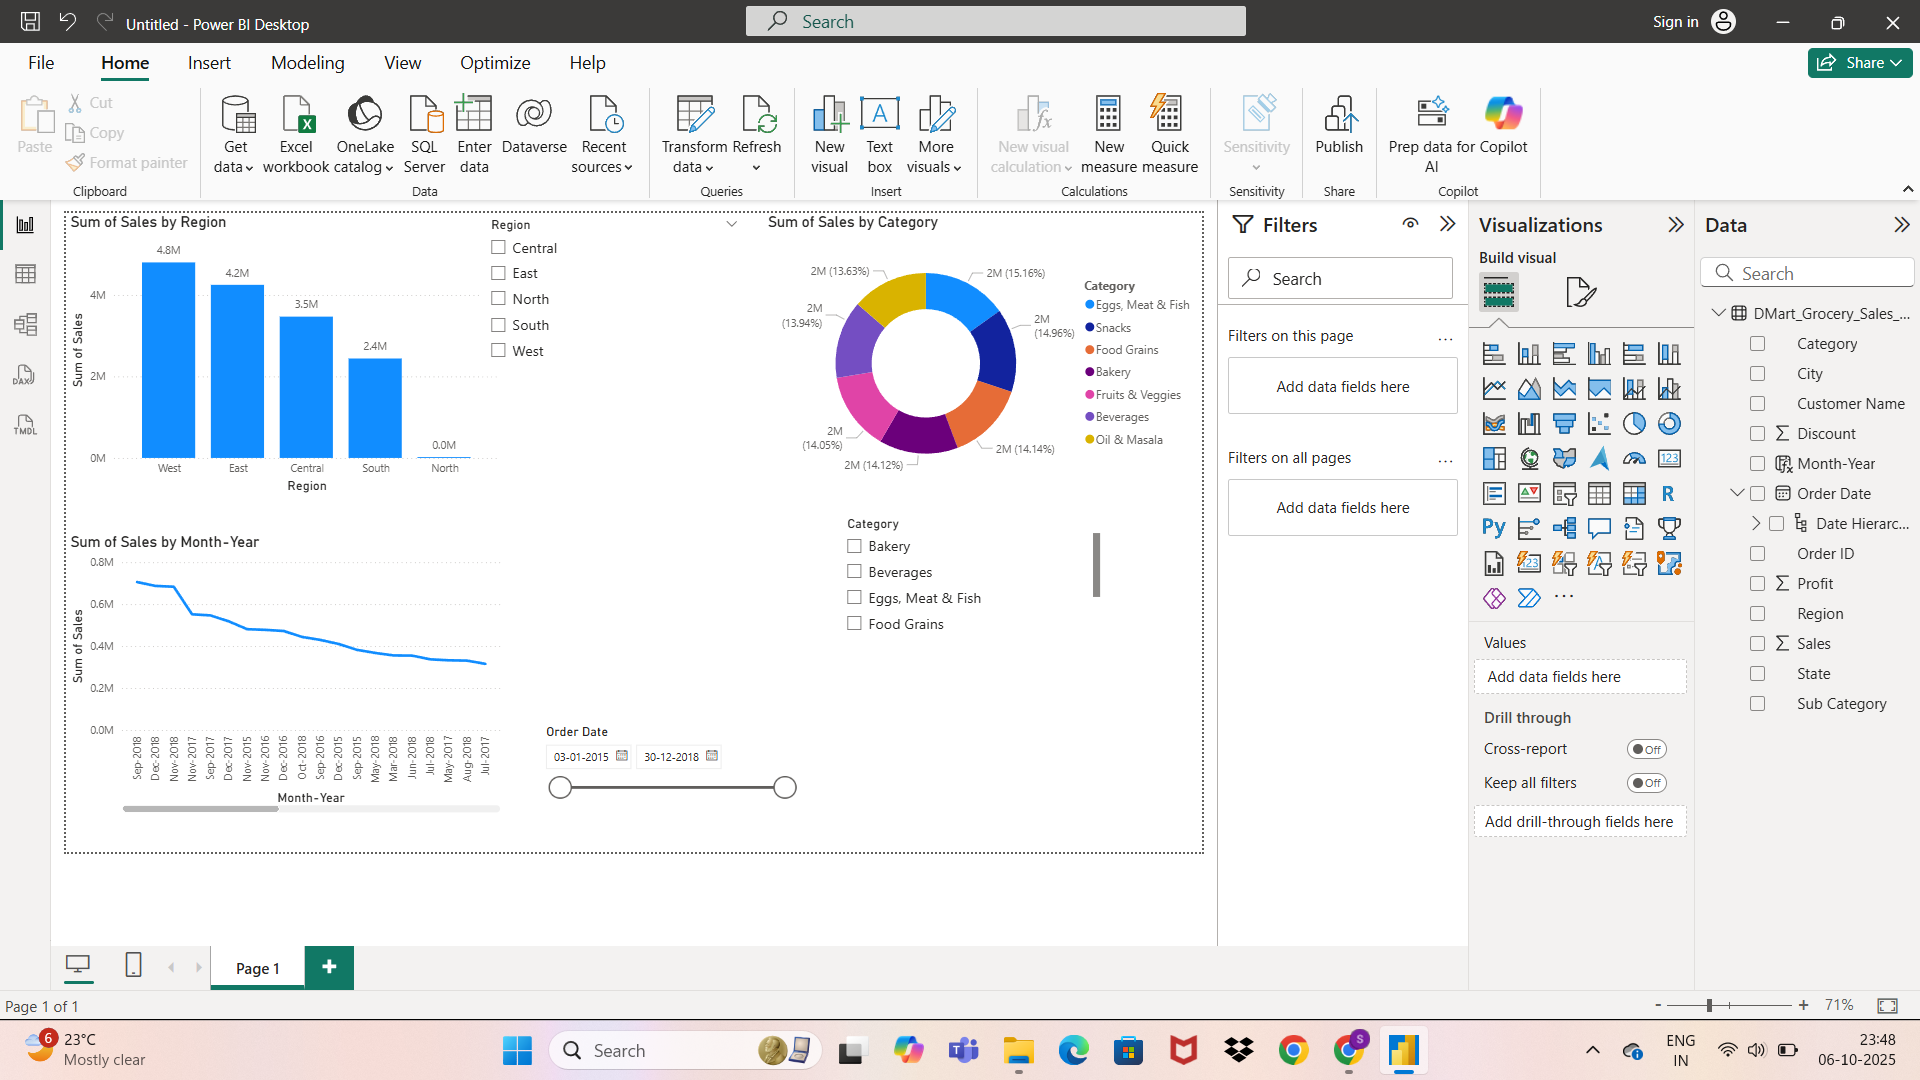 Untitled - Power BI Desktop
Search
Sign in
File
Home
Insert
Modeling
View
Optimize
Help
Share
Paste
Cut
Copy
Format painter
Clipboard
Get
data
Excel
workbook
OneLake
catalog
SQL
Server
Enter
data
Dataverse
Recent
sources
Data
Transform
data
Refresh
Queries
New
visual
Text
box
More
visuals
Insert
New visual
calculation
New
measure
Quick
measure
Calculations
Sensitivity
Sensitivity
Publish
Share
Prep data for
AI
Copilot
Copilot
Sum of Sales by Region
4.8M
4.2M
3.5M
2.4M
0.0M
4M
2M
0M
Sum of Sales
West
East
Central
South
North
Region
Region
Central
East
North
South
West
Sum of Sales by Category
2M (13.63%)
2M (15.16%)
2M
(13.94%)
2M
(14.96%)
2M
(14.05%)
2M (14.12%)
2M (14.14%)
Category
Eggs, Meat & Fish
Snacks
Food Grains
Bakery
Fruits & Veggies
Beverages
Oil & Masala
Sum of Sales by Month-Year
0.8M
0.6M
0.4M
0.2M
0.0M
Sum of Sales
Sep-2018
Dec-2018
Nov-2018
Nov-2017
Sep-2017
Dec-2017
Nov-2015
Nov-2016
Dec-2016
Oct-2018
Sep-2016
Dec-2015
Sep-2015
May-2018
Mar-2018
Jun-2018
Jul-2018
May-2017
Aug-2018
Jul-2017
Month-Year
Category
Bakery
Beverages
Eggs, Meat & Fish
Food Grains
Order Date
03-01-2015
30-12-2018
Filters
Search
Filters on this page
...
Add data fields here
Filters on all pages
...
Add data fields here
Visualizations
Build visual
123
R
Py
123
...
Values
Add data fields here
Drill through
Cross-report
Off
Keep all filters
Off
Add drill-through fields here
Data
Search
DMart_Grocery_Sales_...
Category
City
Customer Name
Discount
Month-Year
Order Date
Date Hierarc...
Order ID
Profit
Region
Sales
State
Sub Category
DAX
TMDL
Page 1
Page 1 of 1
- + 71%
6
23°C
Mostly clear
Search
S
ENG
IN
23:48
06-10-2025